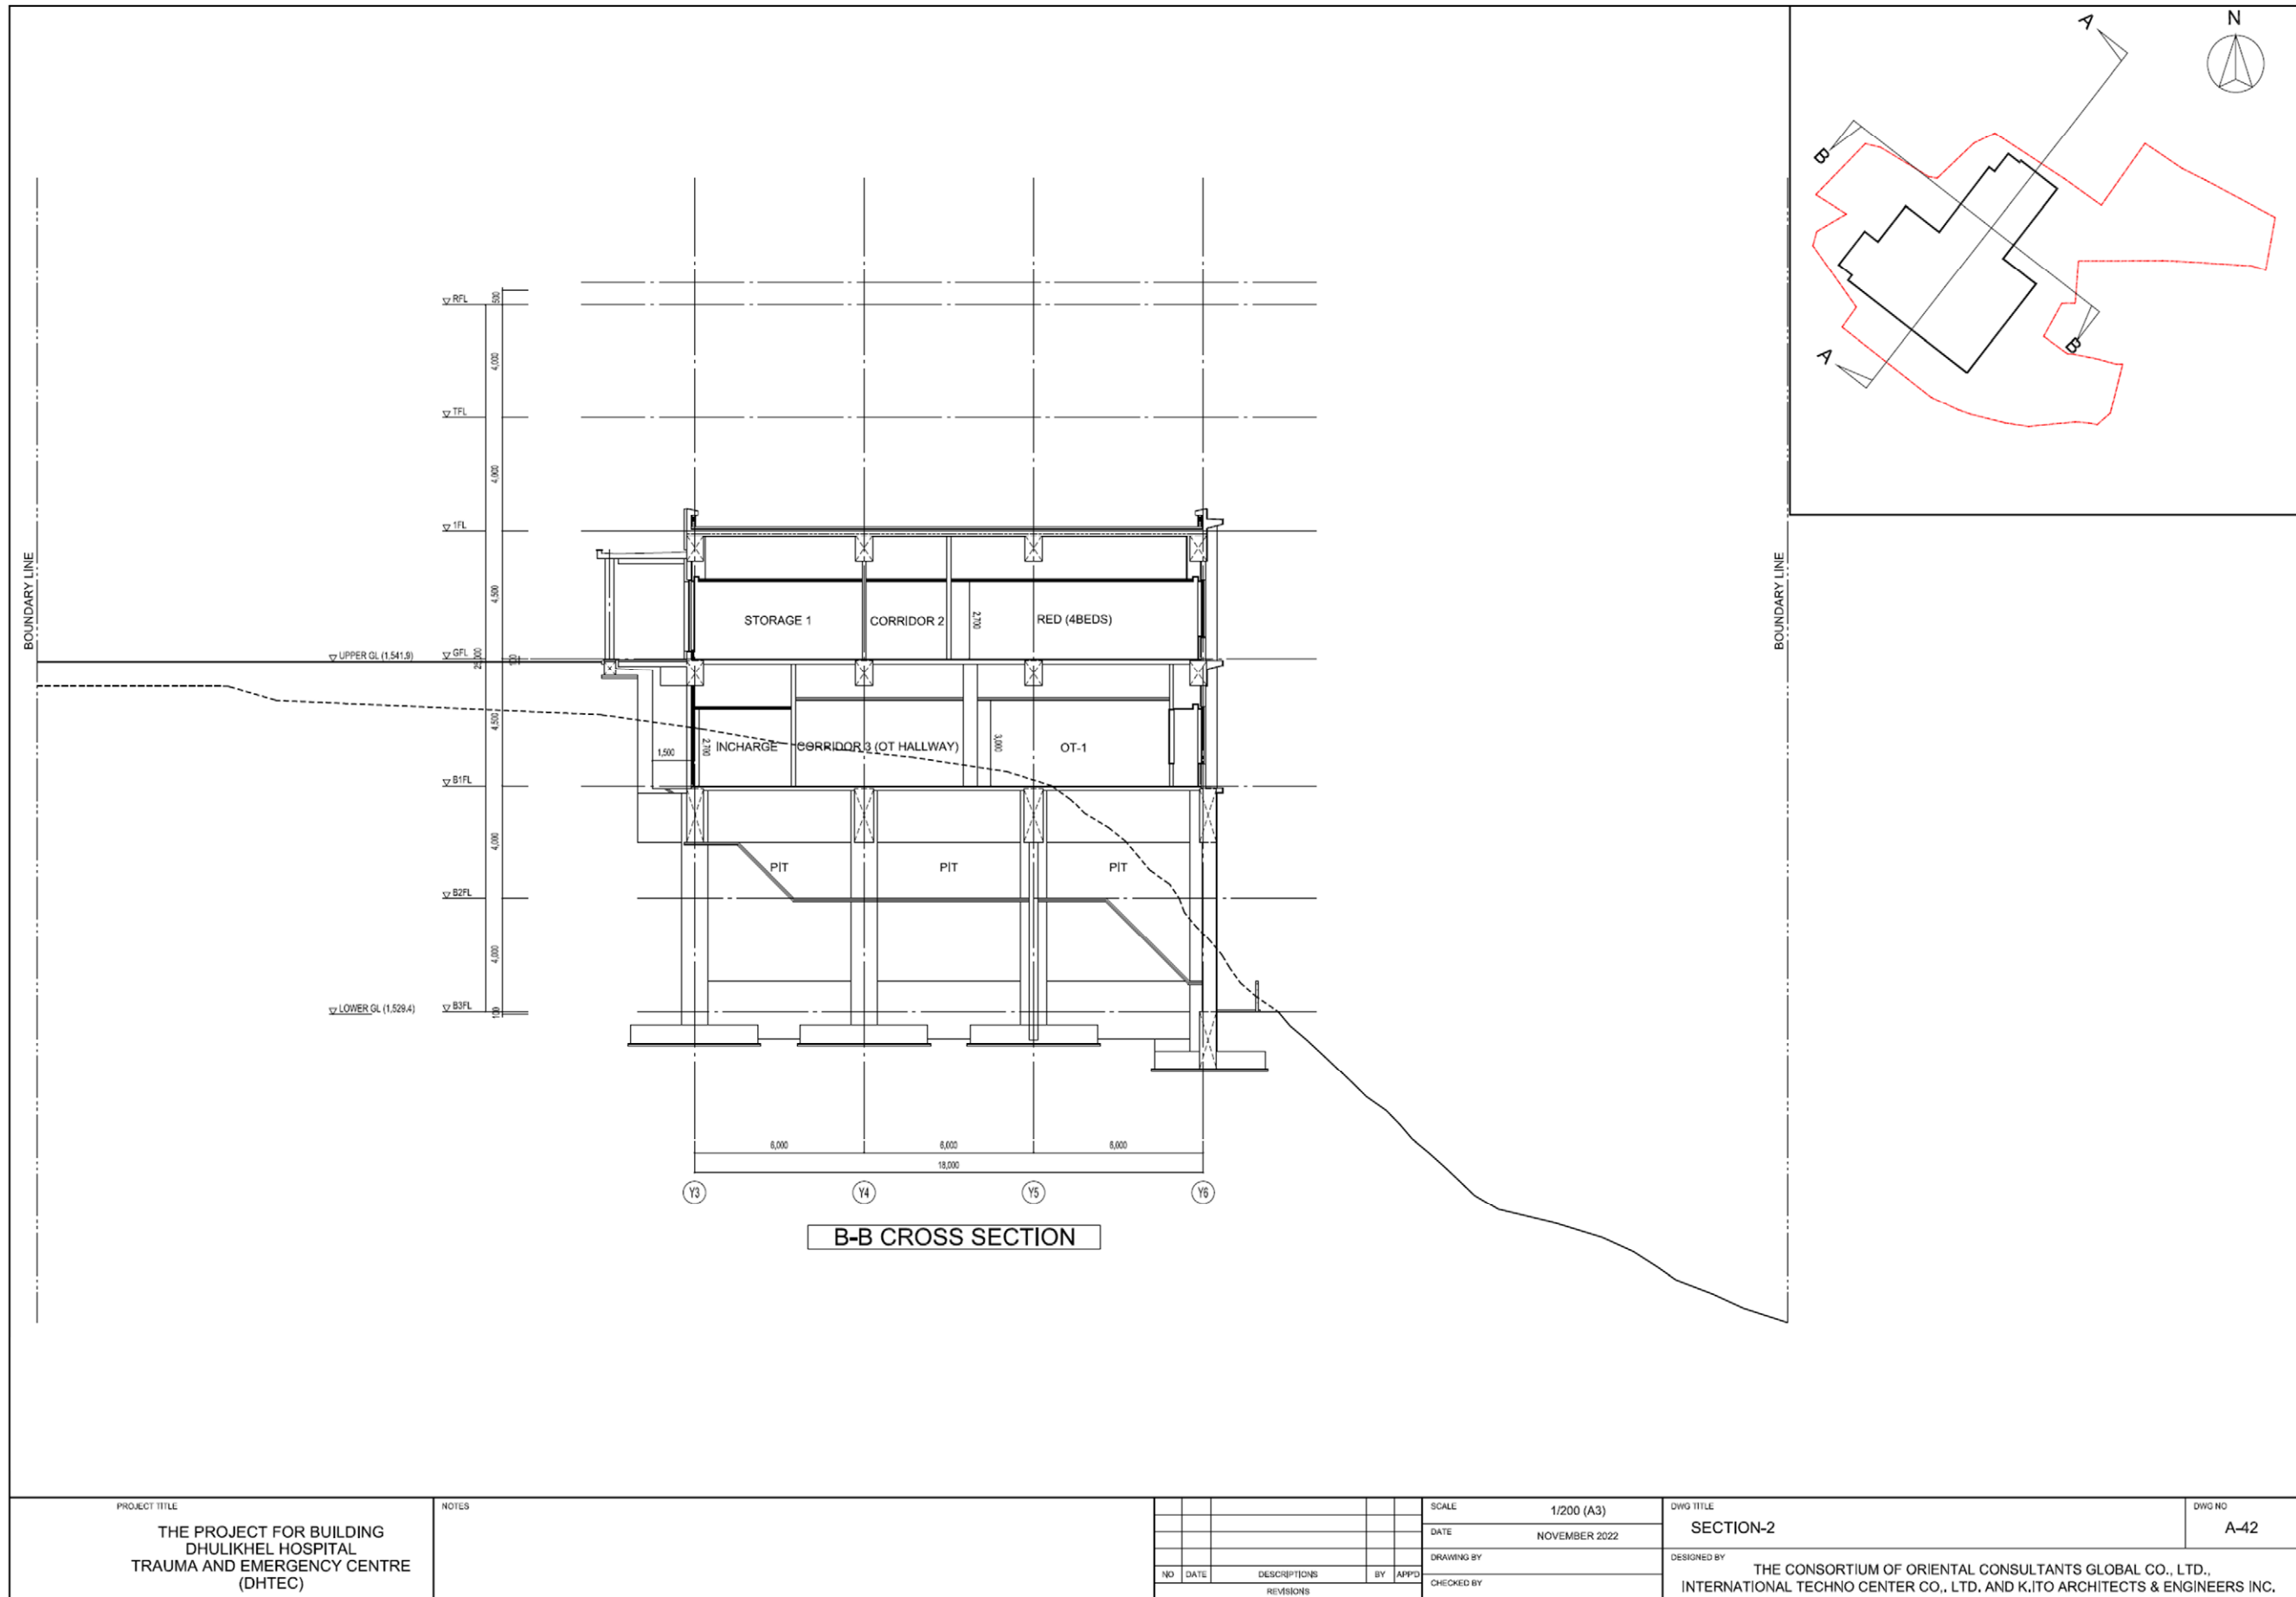 A
N
B
B
A
RFL
500
4,000
TFL
4,000
1FL
4,500
BOUNDARY LINE
BOUNDARY LINE
STORAGE 1
CORRIDOR 2
2,700
RED (4BEDS)
UPPER GL (1,541.9)
GFL
25,000
100
4,500
1,500
2,700
INCHARGE
CORRIDOR 3 (OT HALLWAY)
3,000
OT-1
B1FL
4,000
PIT
PIT
PIT
B2FL
4,000
LOWER GL (1,529.4)
B3FL
100
6,000
6,000
6,000
18,000
Y3
Y4
Y5
Y6
B-B CROSS SECTION
PROJECT TITLE
THE PROJECT FOR BUILDING
DHULIKHEL HOSPITAL
TRAUMA AND EMERGENCY CENTRE
(DHTEC)
NOTES
NO DATE DESCRIPTIONS BY APP'D
REVISIONS
SCALE 1/200 (A3)
DATE NOVEMBER 2022
DRAWING BY
CHECKED BY
DWG TITLE
SECTION-2
DWG NO
A-42
DESIGNED BY
THE CONSORTIUM OF ORIENTAL CONSULTANTS GLOBAL CO., LTD.,
INTERNATIONAL TECHNO CENTER CO., LTD. AND K.ITO ARCHITECTS & ENGINEERS INC.